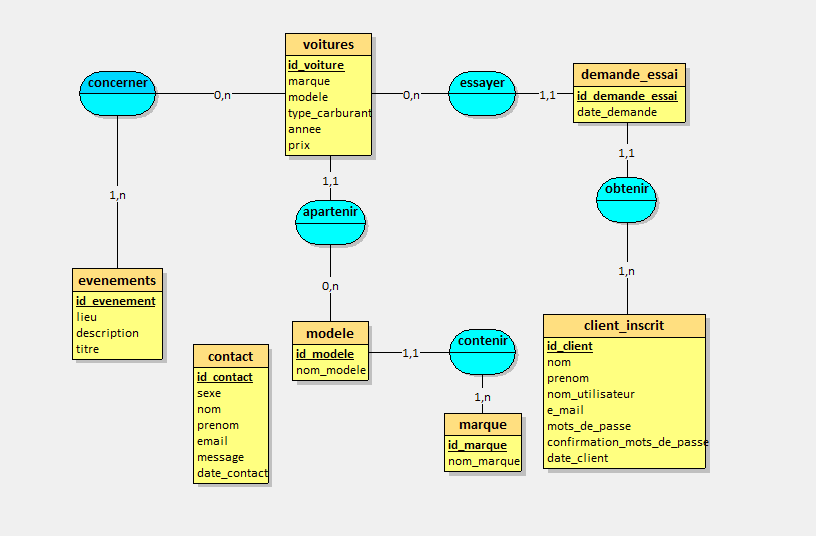 voitures
id_voiture
marque
modele
type_carburant
annee
prix
concerner
0,n
0,n
essayer
1,1
demande_essai
id_demande_essai
date_demande
1,1
1,1
obtenir
1,n
apartenir
0,n
1,n
evenements
id_evenement
lieu
description
titre
contact
id_contact
sexe
nom
prenom
email
message
date_contact
modele
id_modele
nom_modele
1,1
contenir
1,n
marque
id_marque
nom_marque
client_inscrit
id_client
nom
prenom
nom_utilisateur
e_mail
mots_de_passe
confirmation_mots_de_passe
date_client